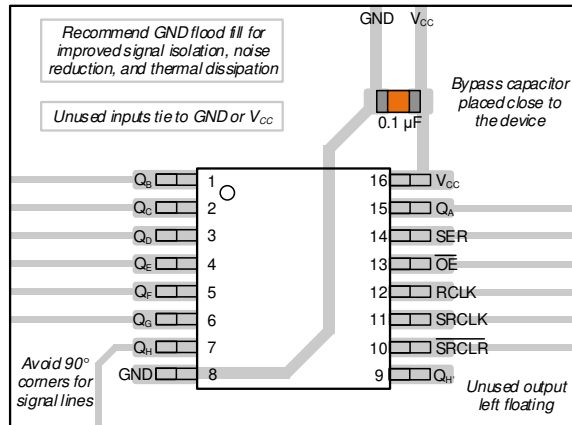 GND V_CC
Recommend GND flood fill for
improved signal isolation, noise
reduction, and thermal dissipation
Unused inputs tie to GND or V_CC
Bypass capacitor
placed close to
the device
0.1 μF
Q_B 1 16 V_CC
Q_C 2 15 Q_A
Q_D 3 14 SER
Q_E 4 13 O̅E̅
Q_F 5 12 RCLK
Q_G 6 11 SRCLK
Q_H 7 10 S̅R̅C̅L̅R̅
GND 8 9 Q_H'
Avoid 90°
corners for
signal lines
Unused output
left floating